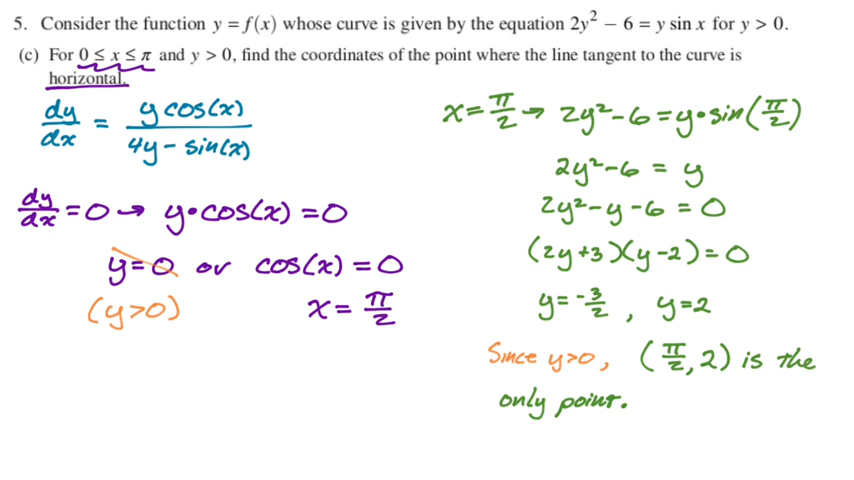 5. Consider the function y = f(x) whose curve is given by the equation 2y² − 6 = y sin x for y > 0.
(c) For 0 ≤ x ≤ π and y > 0, find the coordinates of the point where the line tangent to the curve is
horizontal.
dy/dx = y cos(x) / 4y − sin(x)
dy/dx = 0 → y • cos(x) = 0
y = 0 or cos(x) = 0
(y > 0) x = π/2
x = π/2 → 2y² − 6 = y • sin(π/2)
2y² − 6 = y
2y² − y − 6 = 0
(2y + 3)(y − 2) = 0
y = −3/2 , y = 2
Since y > 0, (π/2, 2) is the
only point.